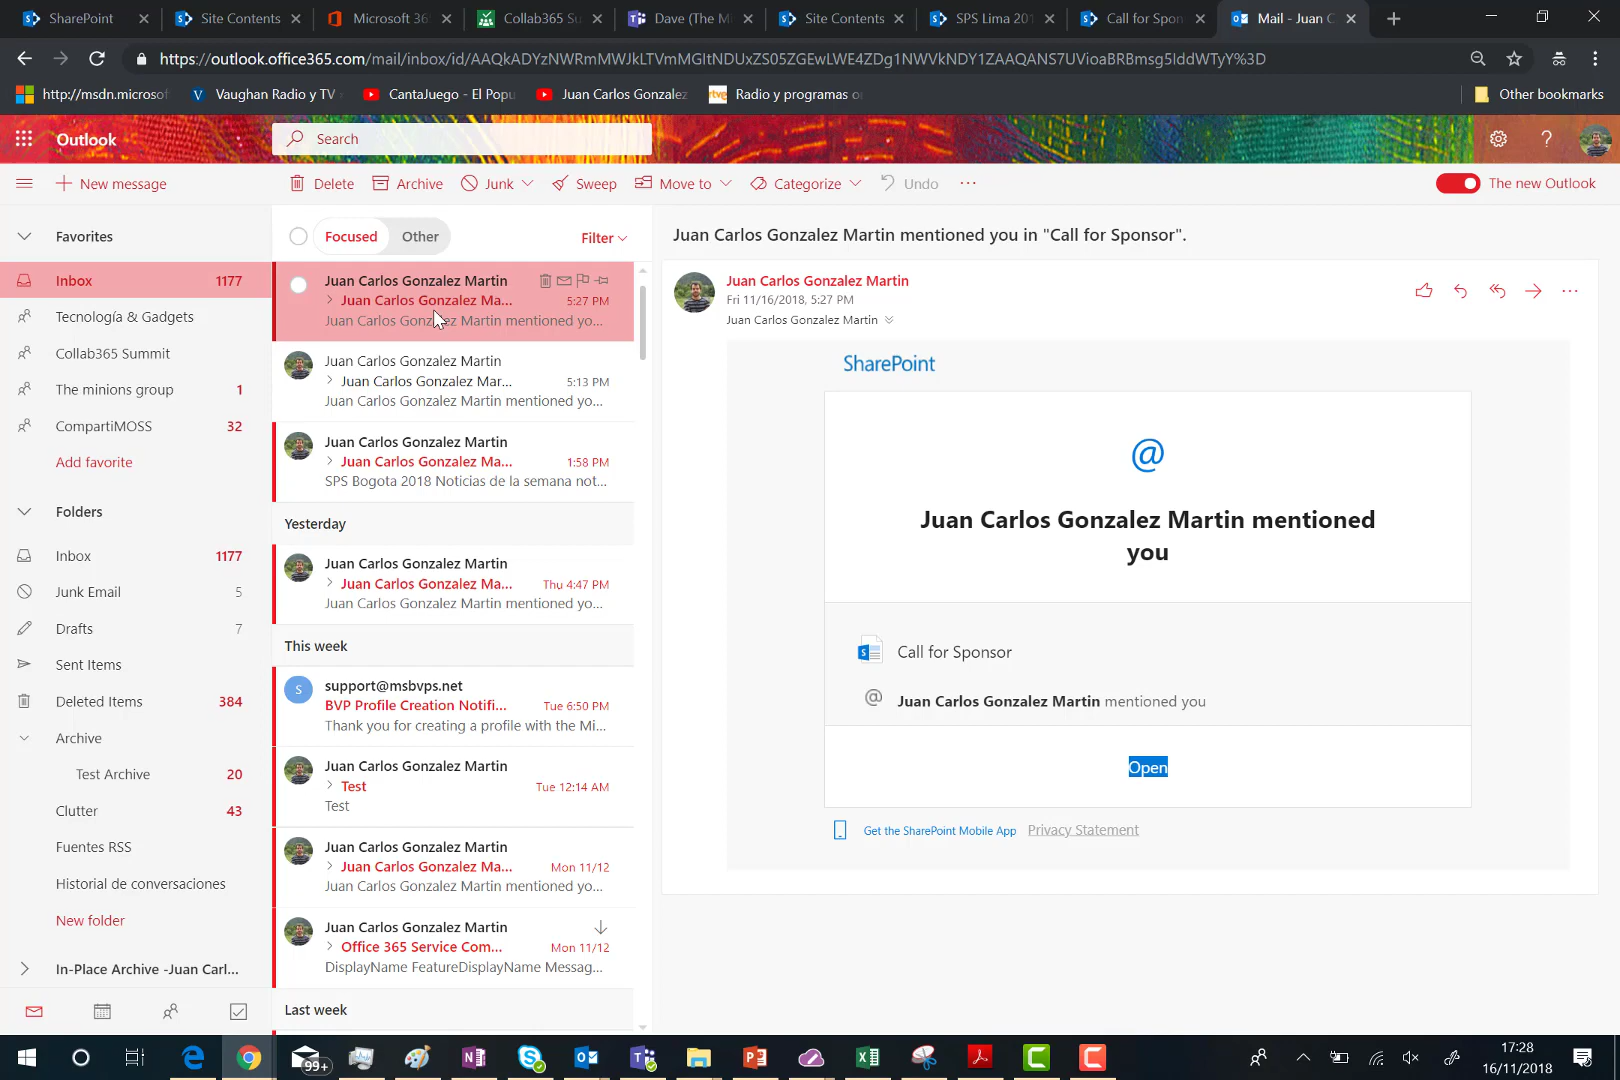 SharePoint
Site Contents
Microsoft 36
Collab365 Su
Dave (The Mi
Site Contents
SPS Lima 201
Call for Spon
Mail - Juan C
https://outlook.office365.com/mail/inbox/id/AAQkADYzNWRmMWJkLTVmMGItNDUxZS05ZGEwLWE4ZDg1NWVkNDY1ZAAQANS7UVioaBRBmsg5IddWTyY%3D
http://msdn.microsof
Vaughan Radio y TV
CantaJuego - El Popu
Juan Carlos Gonzalez
Radio y programas o
Other bookmarks
Outlook
Search
New message
Delete
Archive
Junk
Sweep
Move to
Categorize
Undo
The new Outlook
Favorites
Inbox 1177
Tecnología & Gadgets
Collab365 Summit
The minions group 1
CompartiMOSS 32
Add favorite
Folders
Inbox 1177
Junk Email 5
Drafts 7
Sent Items
Deleted Items 384
Archive
Test Archive 20
Clutter 43
Fuentes RSS
Historial de conversaciones
New folder
In-Place Archive -Juan Carl...
Focused Other Filter
Juan Carlos Gonzalez Martin
Juan Carlos Gonzalez Ma... 5:27 PM
Juan Carlos Gonzalez Martin mentioned yo...
Juan Carlos Gonzalez Martin
Juan Carlos Gonzalez Mar... 5:13 PM
Juan Carlos Gonzalez Martin mentioned yo...
Juan Carlos Gonzalez Martin
Juan Carlos Gonzalez Ma... 1:58 PM
SPS Bogota 2018 Noticias de la semana not...
Yesterday
Juan Carlos Gonzalez Martin
Juan Carlos Gonzalez Ma... Thu 4:47 PM
Juan Carlos Gonzalez Martin mentioned yo...
This week
S
support@msbvps.net
BVP Profile Creation Notifi... Tue 6:50 PM
Thank you for creating a profile with the Mi...
Juan Carlos Gonzalez Martin
Test Tue 12:14 AM
Test
Juan Carlos Gonzalez Martin
Juan Carlos Gonzalez Ma... Mon 11/12
Juan Carlos Gonzalez Martin mentioned yo...
Juan Carlos Gonzalez Martin
Office 365 Service Com... Mon 11/12
DisplayName FeatureDisplayName Messag...
Last week
Juan Carlos Gonzalez Martin mentioned you in "Call for Sponsor".
Juan Carlos Gonzalez Martin
Fri 11/16/2018, 5:27 PM
Juan Carlos Gonzalez Martin
SharePoint
@
Juan Carlos Gonzalez Martin mentioned
you
Call for Sponsor
@ Juan Carlos Gonzalez Martin mentioned you
Open
Get the SharePoint Mobile App Privacy Statement
99+
17:28
16/11/2018